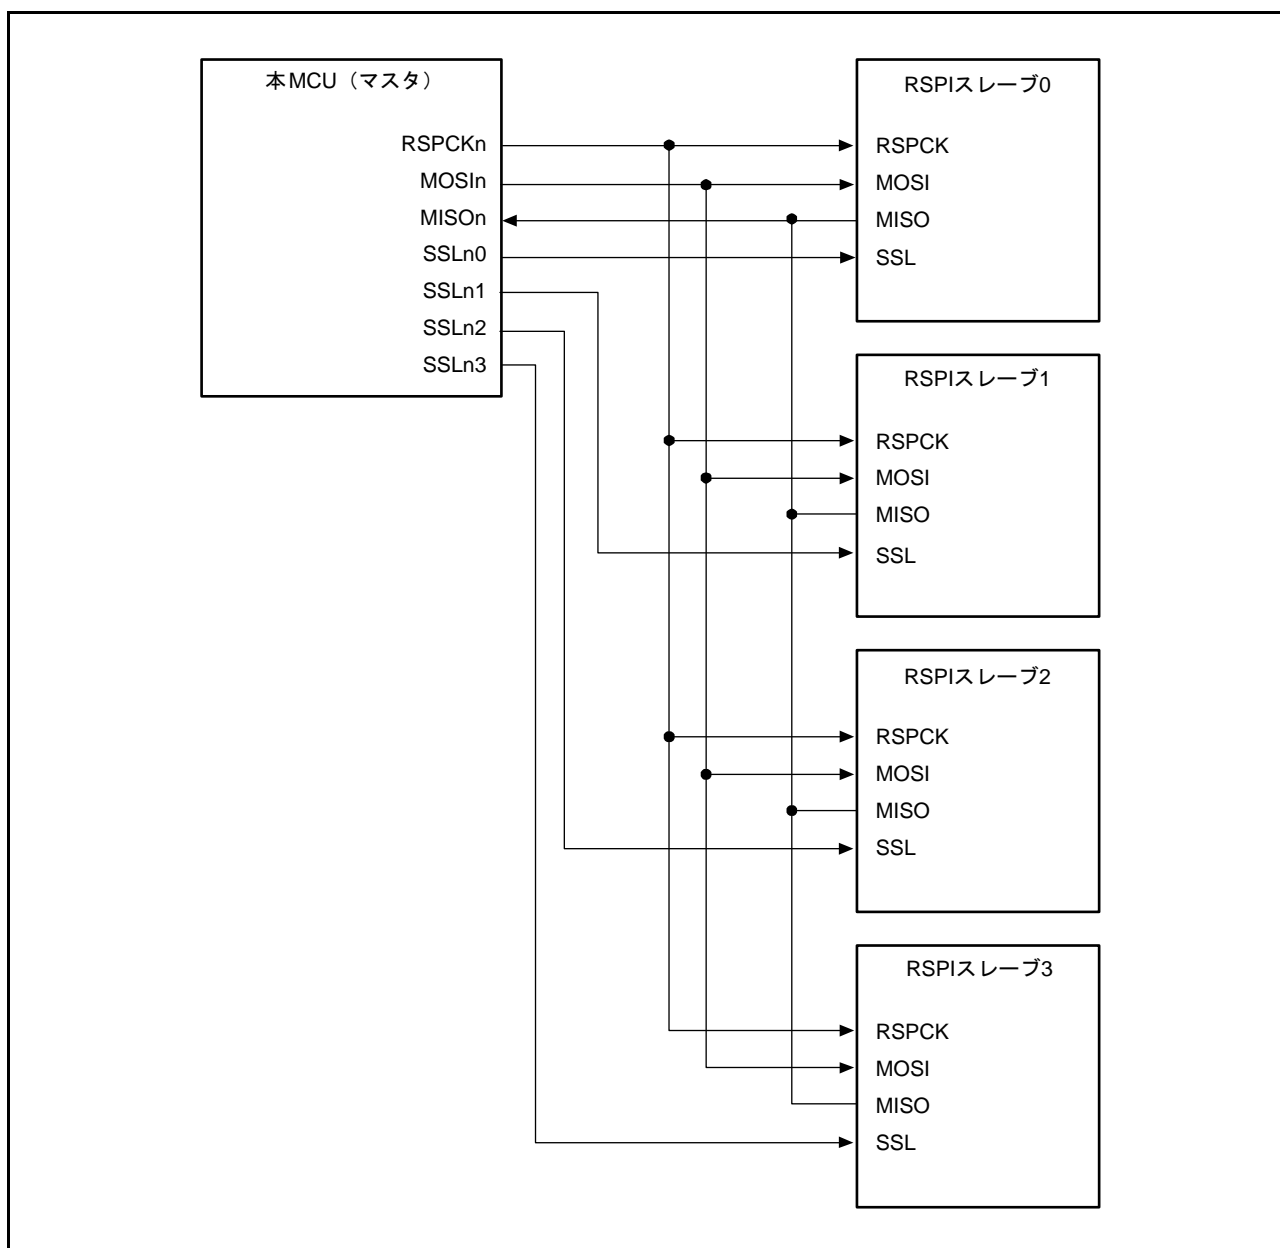 本MCU（マスタ）
RSPCKn
MOSIn
MISOn
SSLn0
SSLn1
SSLn2
SSLn3
RSPIスレーブ0
RSPCK
MOSI
MISO
SSL
RSPIスレーブ1
RSPCK
MOSI
MISO
SSL
RSPIスレーブ2
RSPCK
MOSI
MISO
SSL
RSPIスレーブ3
RSPCK
MOSI
MISO
SSL